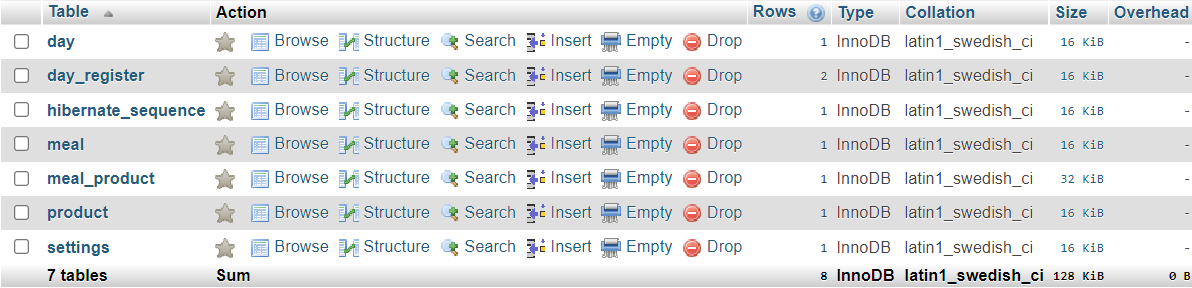 Table Action Rows Type Collation Size Overhead
day Browse Structure Search Insert Empty Drop 1 InnoDB latin1_swedish_ci 16 KiB -
day_register Browse Structure Search Insert Empty Drop 2 InnoDB latin1_swedish_ci 16 KiB -
hibernate_sequence Browse Structure Search Insert Empty Drop 1 InnoDB latin1_swedish_ci 16 KiB -
meal Browse Structure Search Insert Empty Drop 1 InnoDB latin1_swedish_ci 16 KiB -
meal_product Browse Structure Search Insert Empty Drop 1 InnoDB latin1_swedish_ci 32 KiB -
product Browse Structure Search Insert Empty Drop 1 InnoDB latin1_swedish_ci 16 KiB -
settings Browse Structure Search Insert Empty Drop 1 InnoDB latin1_swedish_ci 16 KiB -
7 tables Sum 8 InnoDB latin1_swedish_ci 128 KiB 0 B